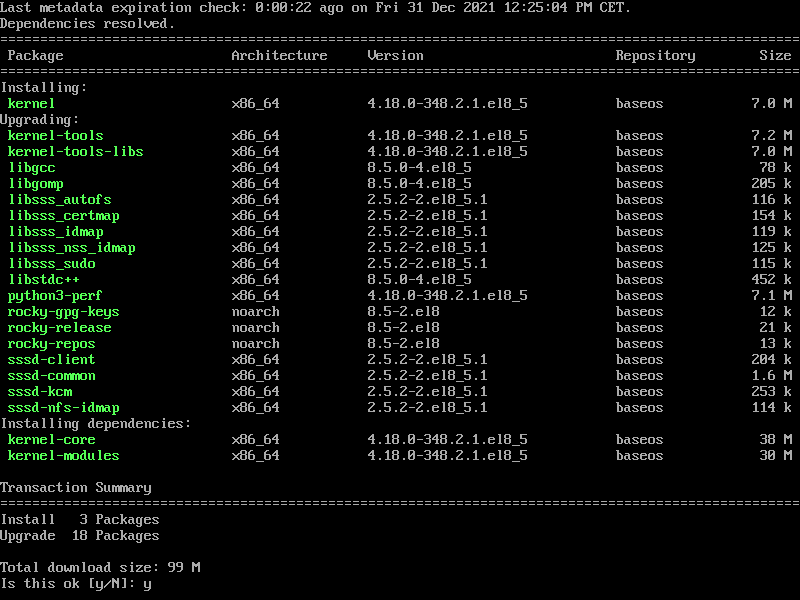 Last metadata expiration check: 0:00:22 ago on Fri 31 Dec 2021 12:25:04 PM CET.
Dependencies resolved.
====================================================================================================
 Package                    Architecture     Version                        Repository        Size
====================================================================================================
Installing:
 kernel                     x86_64           4.18.0-348.2.1.el8_5           baseos           7.0 M
Upgrading:
 kernel-tools               x86_64           4.18.0-348.2.1.el8_5           baseos           7.2 M
 kernel-tools-libs          x86_64           4.18.0-348.2.1.el8_5           baseos           7.0 M
 libgcc                     x86_64           8.5.0-4.el8_5                  baseos            78 k
 libgomp                    x86_64           8.5.0-4.el8_5                  baseos           205 k
 libsss_autofs              x86_64           2.5.2-2.el8_5.1                baseos           116 k
 libsss_certmap             x86_64           2.5.2-2.el8_5.1                baseos           154 k
 libsss_idmap               x86_64           2.5.2-2.el8_5.1                baseos           119 k
 libsss_nss_idmap           x86_64           2.5.2-2.el8_5.1                baseos           125 k
 libsss_sudo                x86_64           2.5.2-2.el8_5.1                baseos           115 k
 libstdc++                  x86_64           8.5.0-4.el8_5                  baseos           452 k
 python3-perf               x86_64           4.18.0-348.2.1.el8_5           baseos           7.1 M
 rocky-gpg-keys             noarch           8.5-2.el8                      baseos            12 k
 rocky-release              noarch           8.5-2.el8                      baseos            21 k
 rocky-repos                noarch           8.5-2.el8                      baseos            13 k
 sssd-client                x86_64           2.5.2-2.el8_5.1                baseos           204 k
 sssd-common                x86_64           2.5.2-2.el8_5.1                baseos           1.6 M
 sssd-kcm                   x86_64           2.5.2-2.el8_5.1                baseos           253 k
 sssd-nfs-idmap             x86_64           2.5.2-2.el8_5.1                baseos           114 k
Installing dependencies:
 kernel-core                x86_64           4.18.0-348.2.1.el8_5           baseos            38 M
 kernel-modules             x86_64           4.18.0-348.2.1.el8_5           baseos            30 M

Transaction Summary
====================================================================================================
Install   3 Packages
Upgrade  18 Packages

Total download size: 99 M
Is this ok [y/N]: y